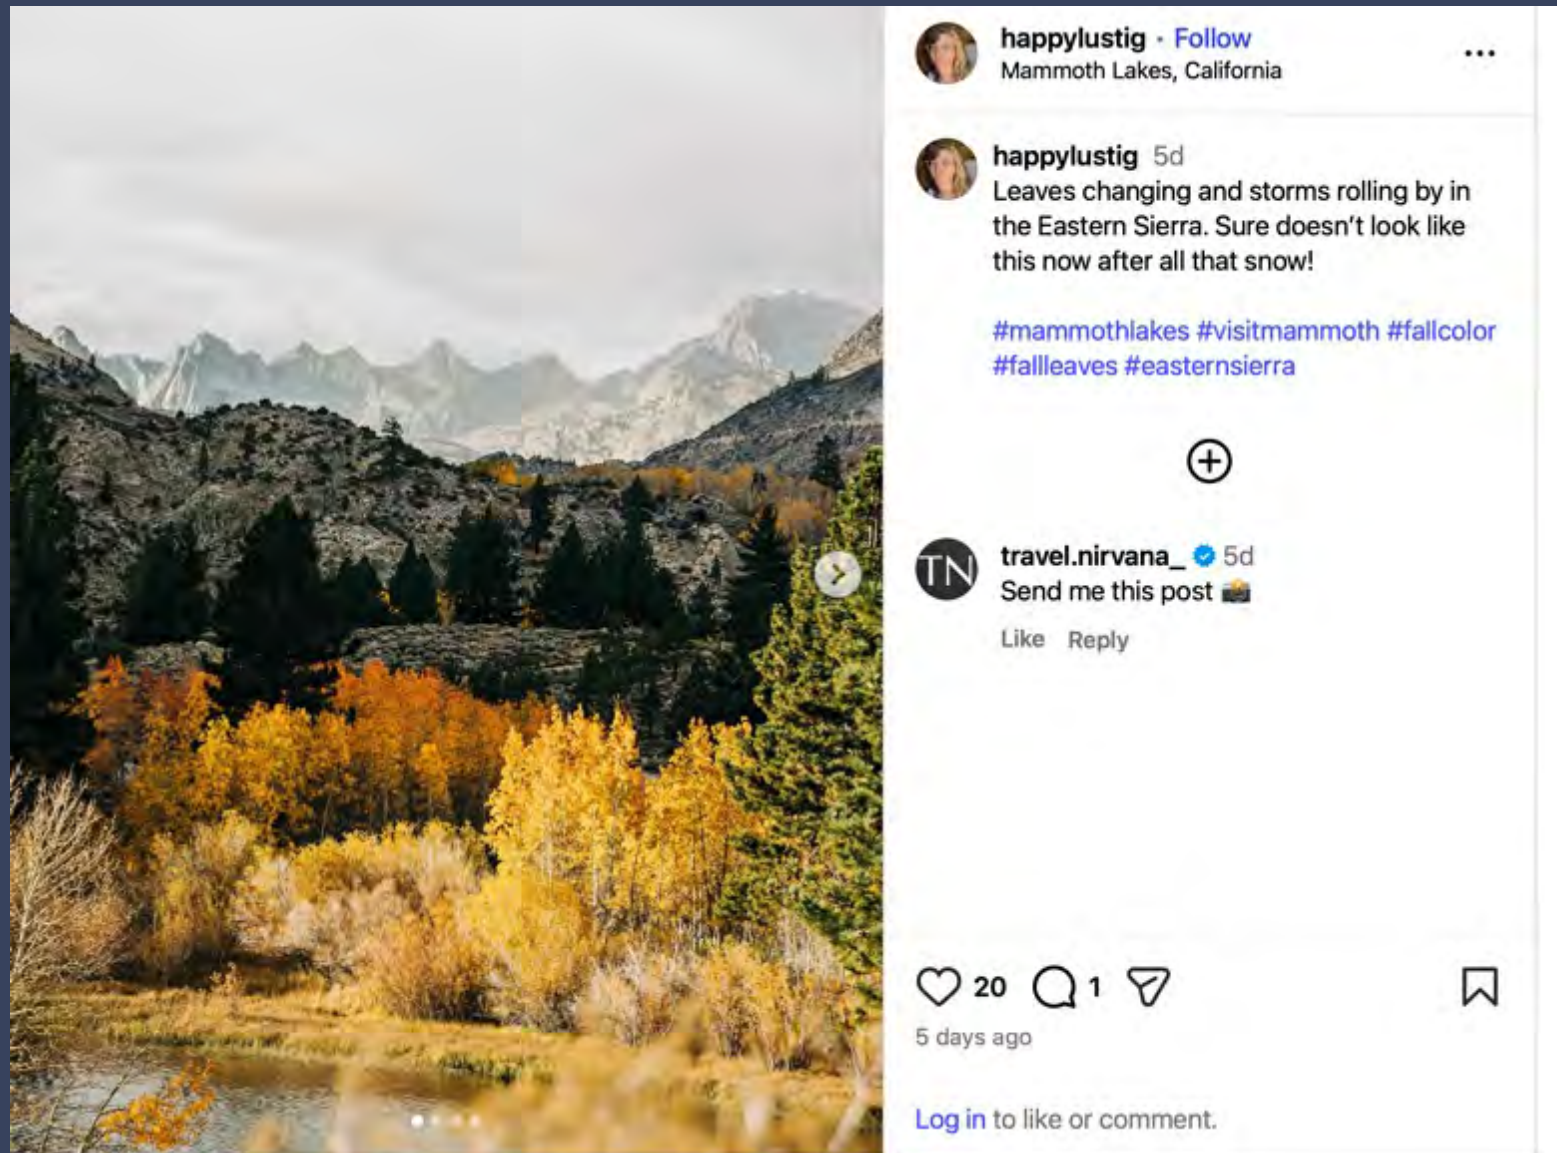 happylustig • Follow
Mammoth Lakes, California
happylustig 5d
Leaves changing and storms rolling by in
the Eastern Sierra. Sure doesn't look like
this now after all that snow!
#mammothlakes #visitmammoth #fallcolor
#fallleaves #easternsierra
TN
travel.nirvana_ 5d
Send me this post 📸
Like Reply
20 1
5 days ago
Log in to like or comment.